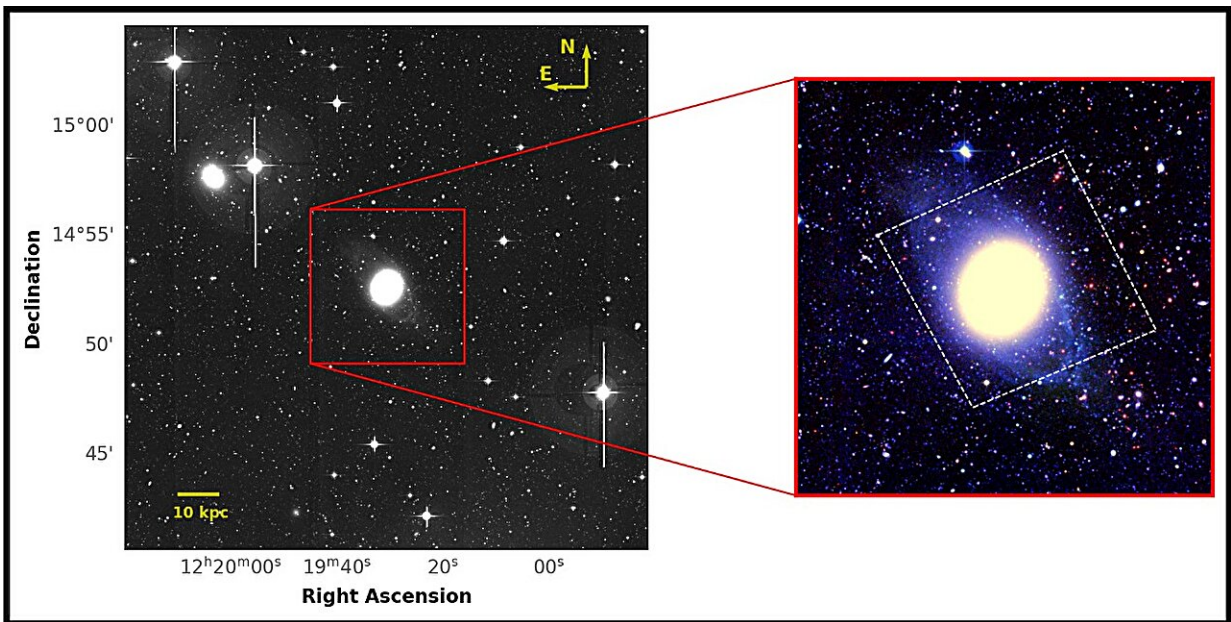 N
E
15°00'
14°55'
50'
45'
Declination
10 kpc
12ʰ20ᵐ00ˢ 19ᵐ40ˢ 20ˢ 00ˢ
Right Ascension